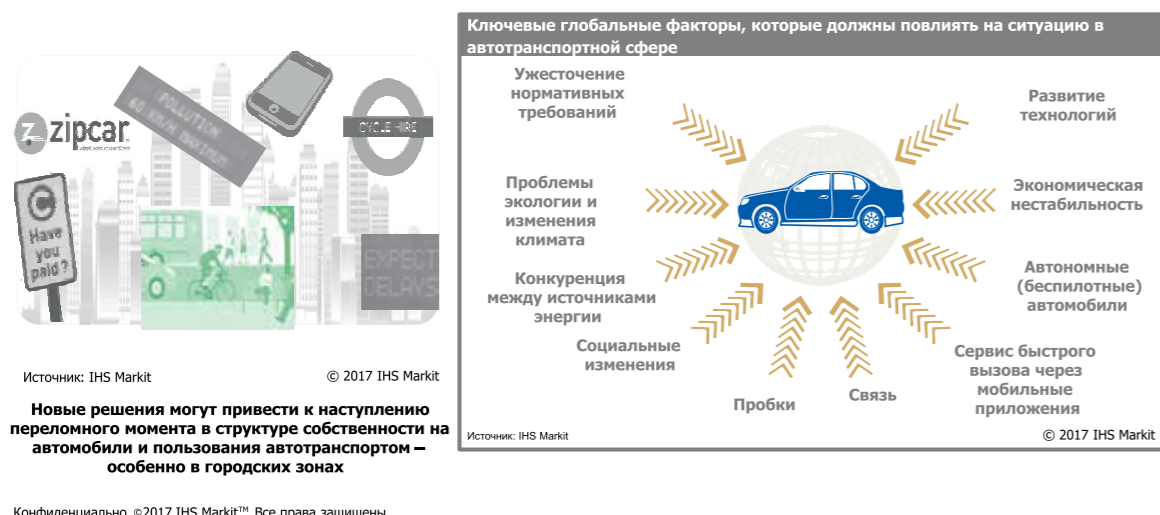 POLLUTION
60 KM/H MAXIMUM
CYCLE HIRE
zipcar
C
Have
you
paid?
EXPECT
DELAYS
Источник: IHS Markit
© 2017 IHS Markit
Новые решения могут привести к наступлению
переломного момента в структуре собственности на
автомобили и пользования автотранспортом –
особенно в городских зонах
Ключевые глобальные факторы, которые должны повлиять на ситуацию в
автотранспортной сфере
Ужесточение
нормативных
требований
Развитие
технологий
Проблемы
экологии и
изменения
климата
Экономическая
нестабильность
Конкуренция
между источниками
энергии
Автономные
(беспилотные)
автомобили
Социальные
изменения
Сервис быстрого
вызова через
мобильные
приложения
Пробки
Связь
Источник: IHS Markit
© 2017 IHS Markit
Конфиденциально. ©2017 IHS Markit™. Все права защищены